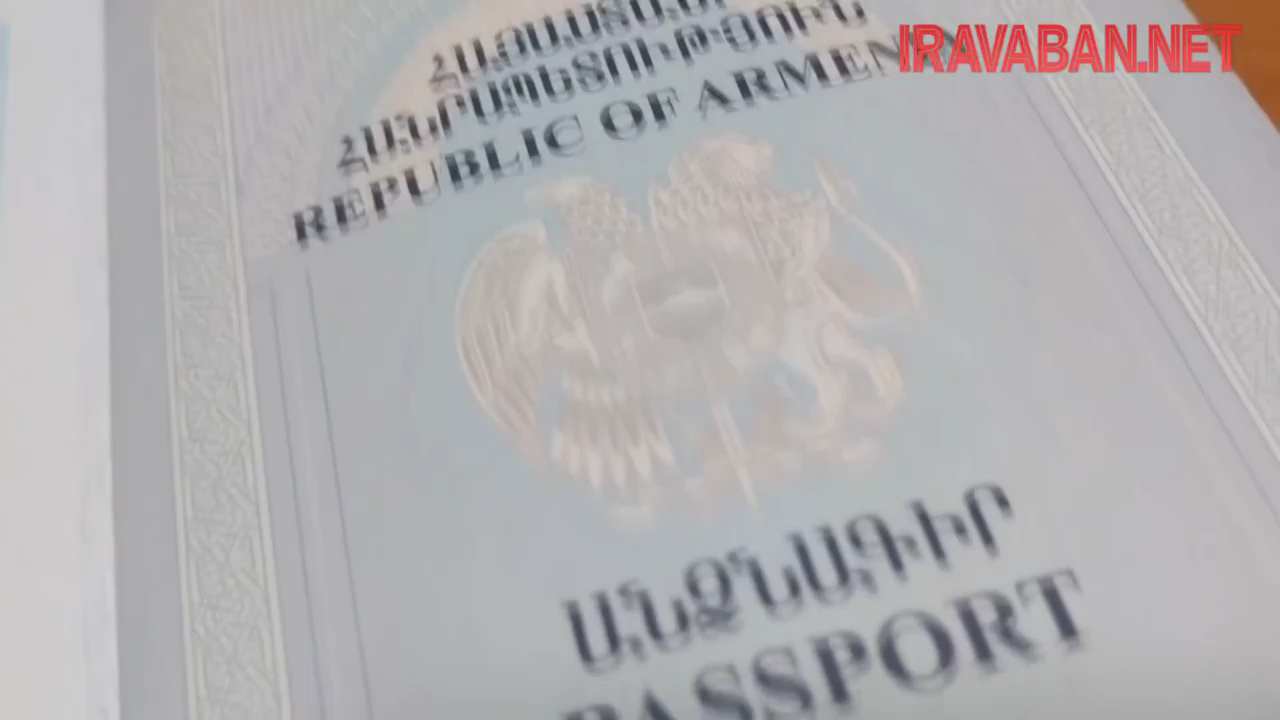 IRAVABAN.NET
ՀԱՅԱՍՏԱՆԻ
ՀԱՆՐԱՊԵՏՈՒԹՅՈՒՆ
REPUBLIC OF ARMENIA
ԱՆՁՆԱԳԻՐ
PASSPORT